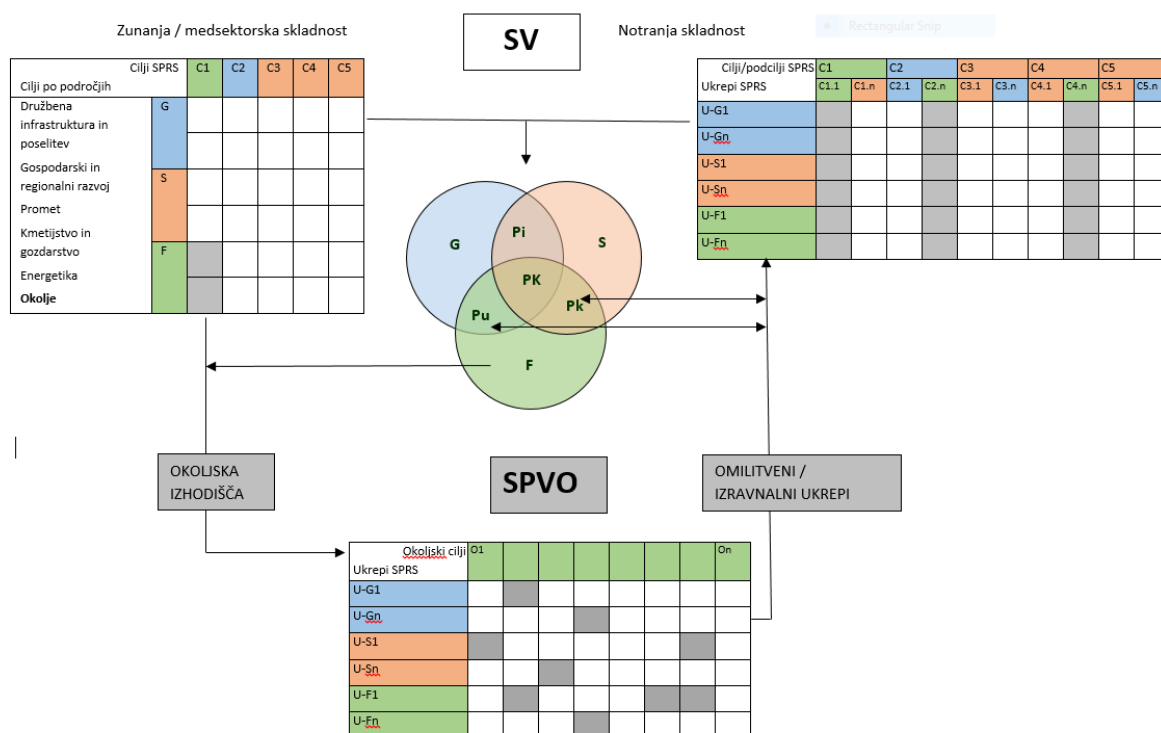 Rectangular Snip
Zunanja / medsektorska skladnost
SV
Notranja skladnost
Cilji SPRS C1 C2 C3 C4 C5
Cilji po področjih
Družbena
infrastruktura in
poselitev
G
Gospodarski in
regionalni razvoj
S
Promet
Kmetijstvo in
gozdarstvo
F
Energetika
Okolje
Cilji/podcilji SPRS C1 C2 C3 C4 C5
Ukrepi SPRS C1.1 C1.n C2.1 C2.n C3.1 C3.n C4.1 C4.n C5.1 C5.n
U-G1
U-Gn
U-S1
U-Sn
U-F1
U-Fn
G
Pi
S
PK
Pu
Pk
F
OKOLJSKA
IZHODIŠČA
SPVO
OMILITVENI /
IZRAVNALNI UKREPI
Okoljski cilji O1 On
Ukrepi SPRS
U-G1
U-Gn
U-S1
U-Sn
U-F1
U-Fn